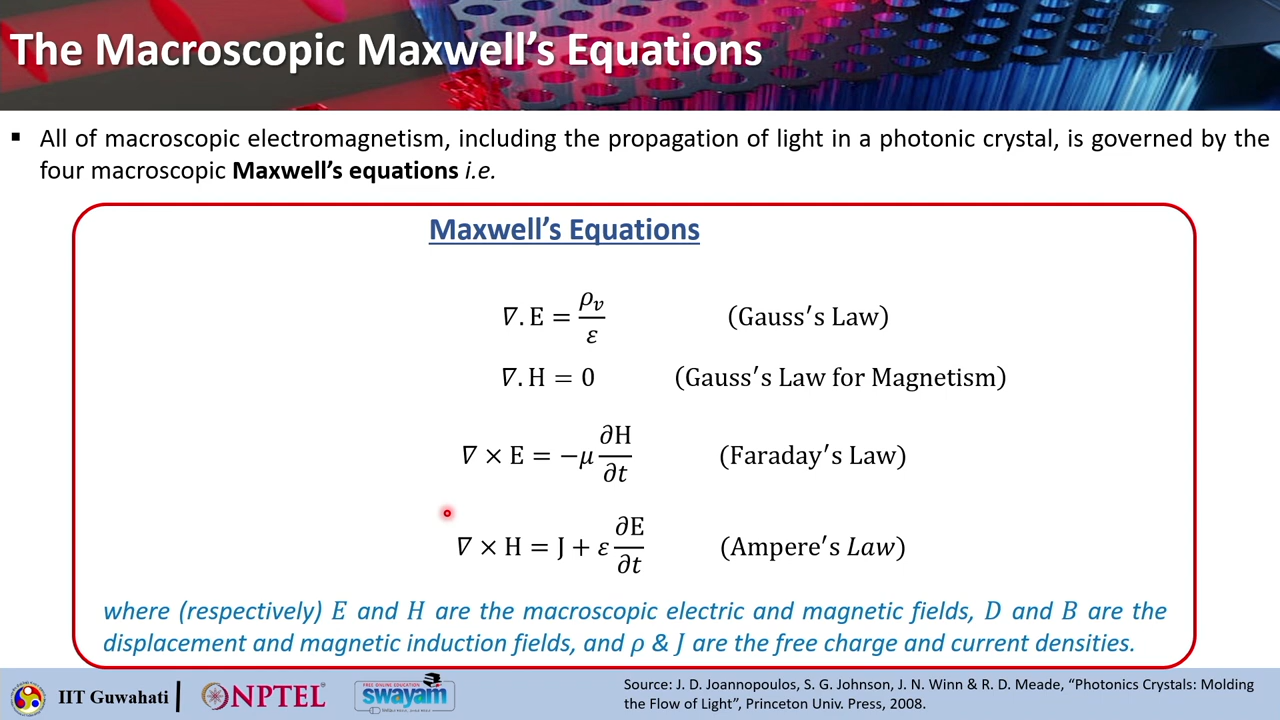 The Macroscopic Maxwell's Equations
▪ All of macroscopic electromagnetism, including the propagation of light in a photonic crystal, is governed by the
four macroscopic Maxwell's equations i.e.
Maxwell's Equations
∇. E = ρᵥ/ε (Gauss′s Law)
∇. H = 0 (Gauss′s Law for Magnetism)
∇ × E = −μ ∂H/∂t (Faraday′s Law)
∇ × H = J + ε ∂E/∂t (Ampere′s Law)
where (respectively) E and H are the macroscopic electric and magnetic fields, D and B are the
displacement and magnetic induction fields, and ρ & J are the free charge and current densities.
IIT Guwahati
NPTEL
FREE ONLINE EDUCATION
swayam
Source: J. D. Joannopoulos, S. G. Johnson, J. N. Winn & R. D. Meade, “Photonics Crystals: Molding
the Flow of Light”, Princeton Univ. Press, 2008.